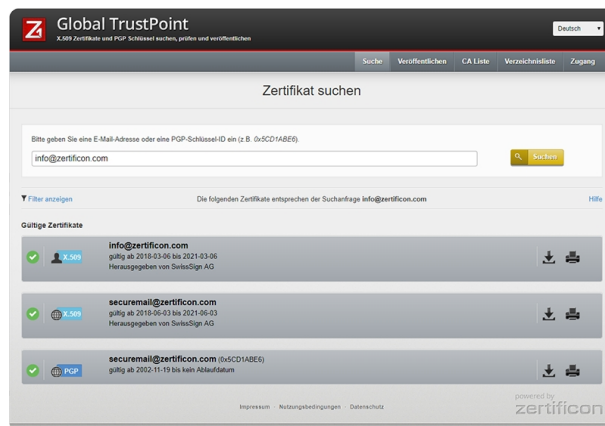 Z
Global TrustPoint
X.509 Zertifikate und PGP Schlüssel suchen, prüfen und veröffentlichen
Deutsch
Suche Veröffentlichen CA Liste Verzeichnisliste Zugang
Zertifikat suchen
Bitte geben Sie eine E-Mail-Adresse oder eine PGP-Schlüssel-ID ein (z.B. 0x5CD1ABE6).
info@zertificon.com
Suchen
Filter anzeigen Die folgenden Zertifikate entsprechen der Suchanfrage info@zertificon.com Hilfe
Gültige Zertifikate
info@zertificon.com
X.509 gültig ab 2018-03-06 bis 2021-03-06
Herausgegeben von SwissSign AG
securemail@zertificon.com
X.509 gültig ab 2018-06-03 bis 2021-06-03
Herausgegeben von SwissSign AG
securemail@zertificon.com (0x5CD1ABE6)
PGP gültig ab 2002-11-19 bis kein Ablaufdatum
Impressum · Nutzungsbedingungen · Datenschutz
powered by
zertificon